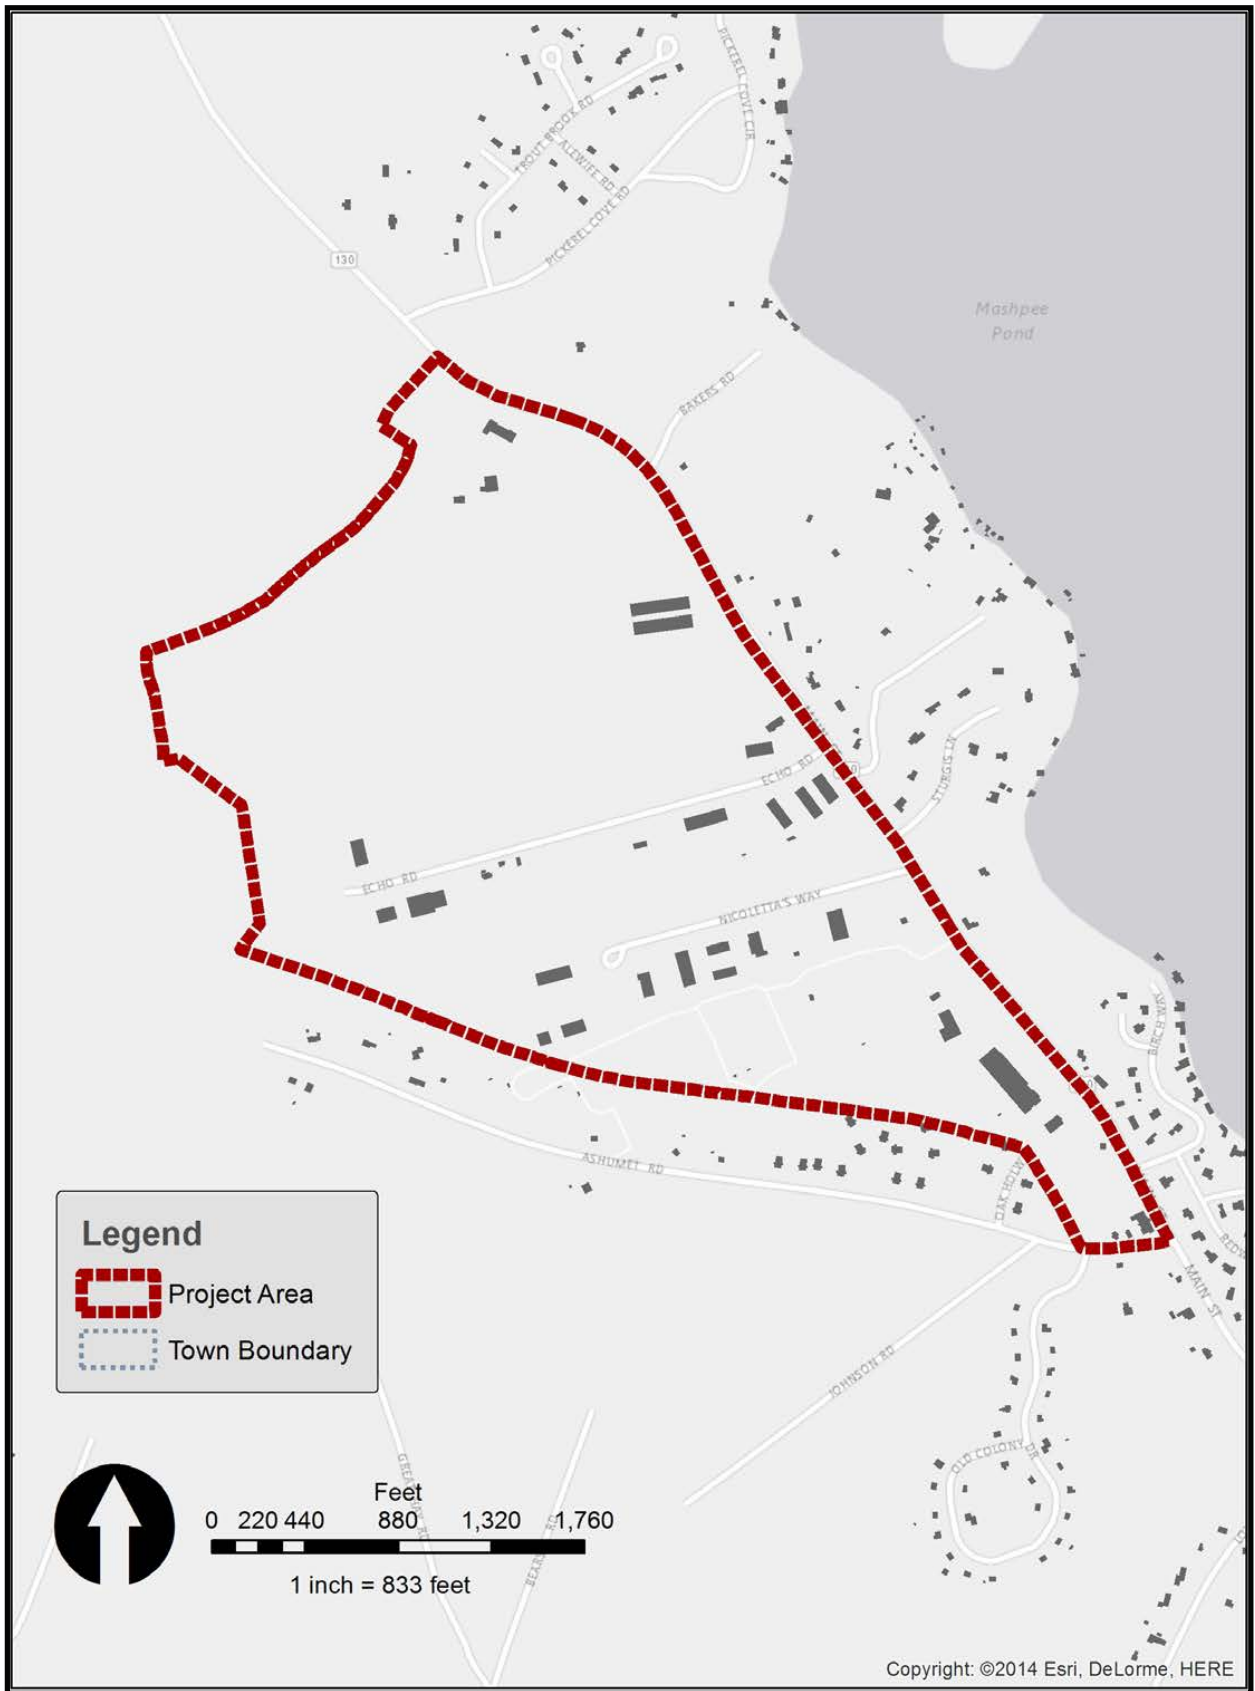 PICKEREL COVE CIR
TROUT BROOK RD
ALEWIFE RD
PICKEREL COVE RD
130
Mashpee
Pond
BAKERS RD
ECHO RD
STURGIS LN
ECHO RD
NICOLETTA'S WAY
BIRCH WAY
ASHUMET RD
MAIN ST
JOHNSON RD
OLD COLONY DR
Legend
Project Area
Town Boundary
Feet
0 220 440 880 1,320 1,760
1 inch = 833 feet
Copyright: ©2014 Esri, DeLorme, HERE